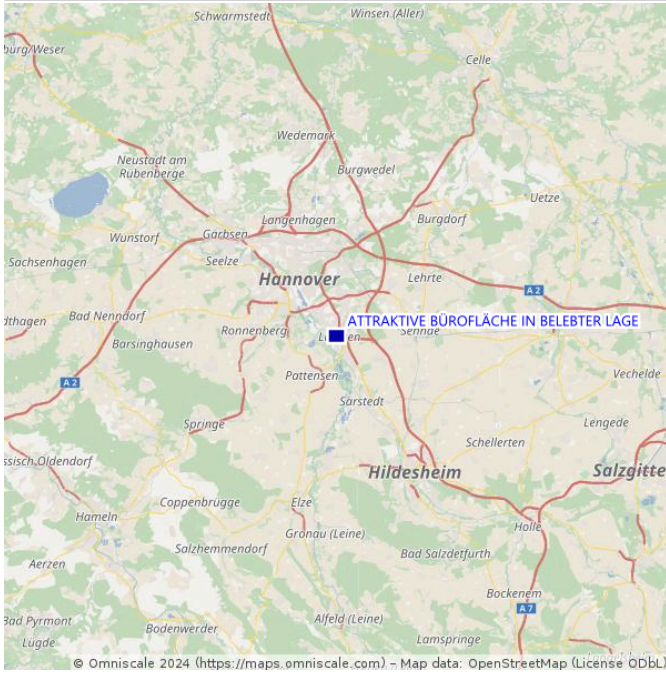 Schwarmstedt
Winsen (Aller)
burg/Weser
Celle
Wedemark
Neustadt am
Rübenberge
Burgwedel
Uetze
Langenhagen
Burgdorf
Garbsen
Wunstorf
Seelze
Sachsenhagen
Hannover
Lehrte
A 2
Bad Nenndorf
ATTRAKTIVE BÜROFLÄCHE IN BELEBTER LAGE
dthagen
Ronnenberg
Barsinghausen
Pattensen
Vechelde
A 2
Sarstedt
Springe
Lengede
Schellerten
ssisch Oldendorf
Hildesheim
Salzgitte
Coppenbrügge
Elze
Hameln
Holle
Gronau (Leine)
Salzhemmendorf
Bad Salzdetfurth
Aerzen
Bockenem
A 7
Bad Pyrmont
Alfeld (Leine)
Bodenwerder
Lügde
Lamspringe
© Omniscale 2024 (https://maps.omniscale.com) – Map data: OpenStreetMap (License ODbL)